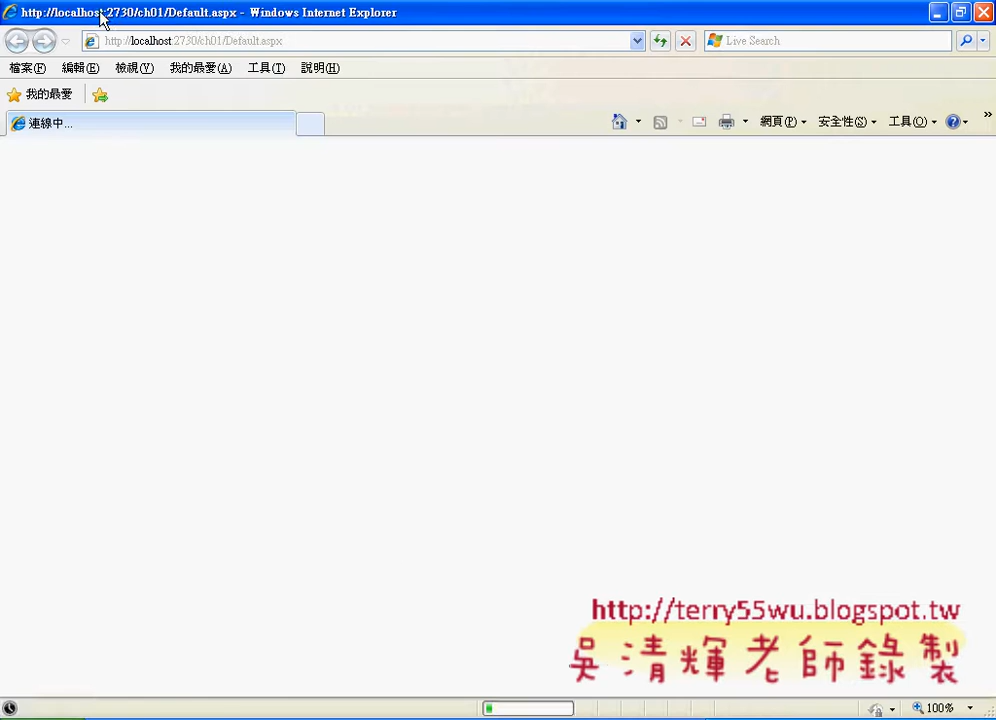 http://localhost:2730/ch01/Default.aspx - Windows Internet Explorer
http://localhost:2730/ch01/Default.aspx
Live Search
檔案(F) 編輯(E) 檢視(V) 我的最愛(A) 工具(T) 說明(H)
我的最愛
連線中...
網頁(P) 安全性(S) 工具(O) »
http://terry55wu.blogspot.tw
吳清輝老師錄製
100%